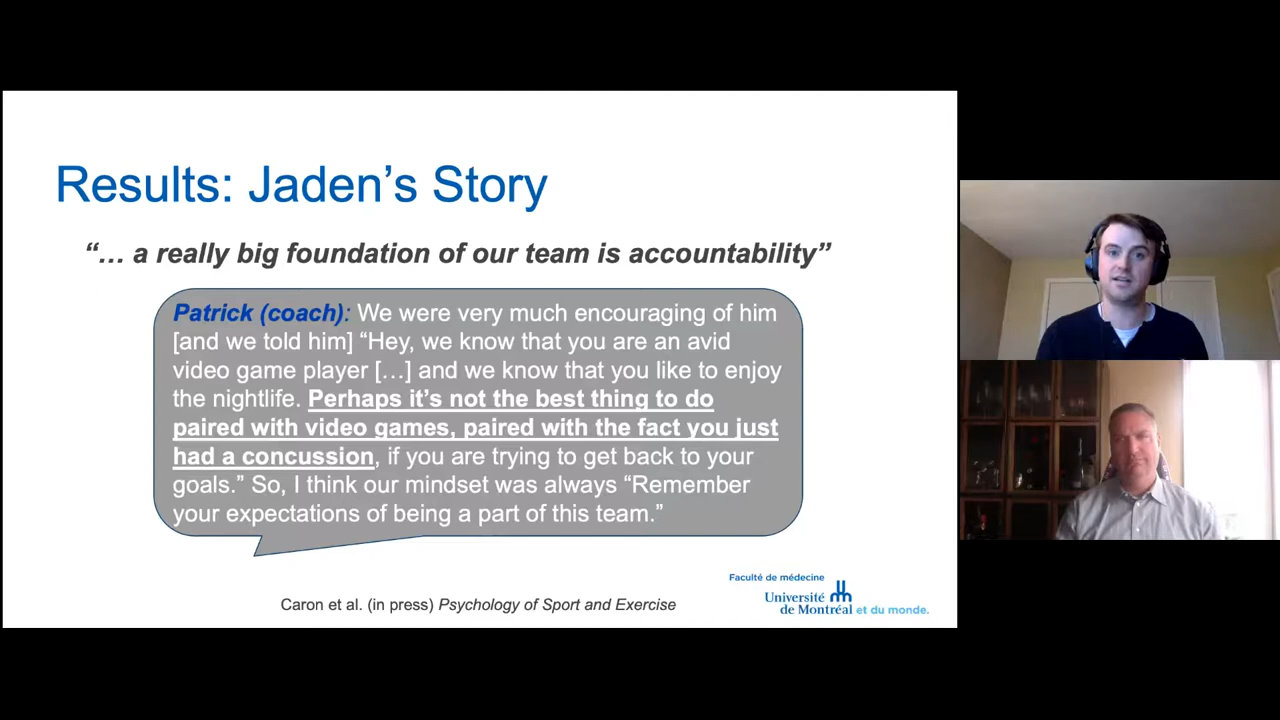 Results: Jaden’s Story
“… a really big foundation of our team is accountability”
Patrick (coach): We were very much encouraging of him
[and we told him] “Hey, we know that you are an avid
video game player […] and we know that you like to enjoy
the nightlife. Perhaps it’s not the best thing to do
paired with video games, paired with the fact you just
had a concussion, if you are trying to get back to your
goals.” So, I think our mindset was always “Remember
your expectations of being a part of this team.”
Caron et al. (in press) Psychology of Sport and Exercise
Faculté de médecine
Université
de Montréal et du monde.